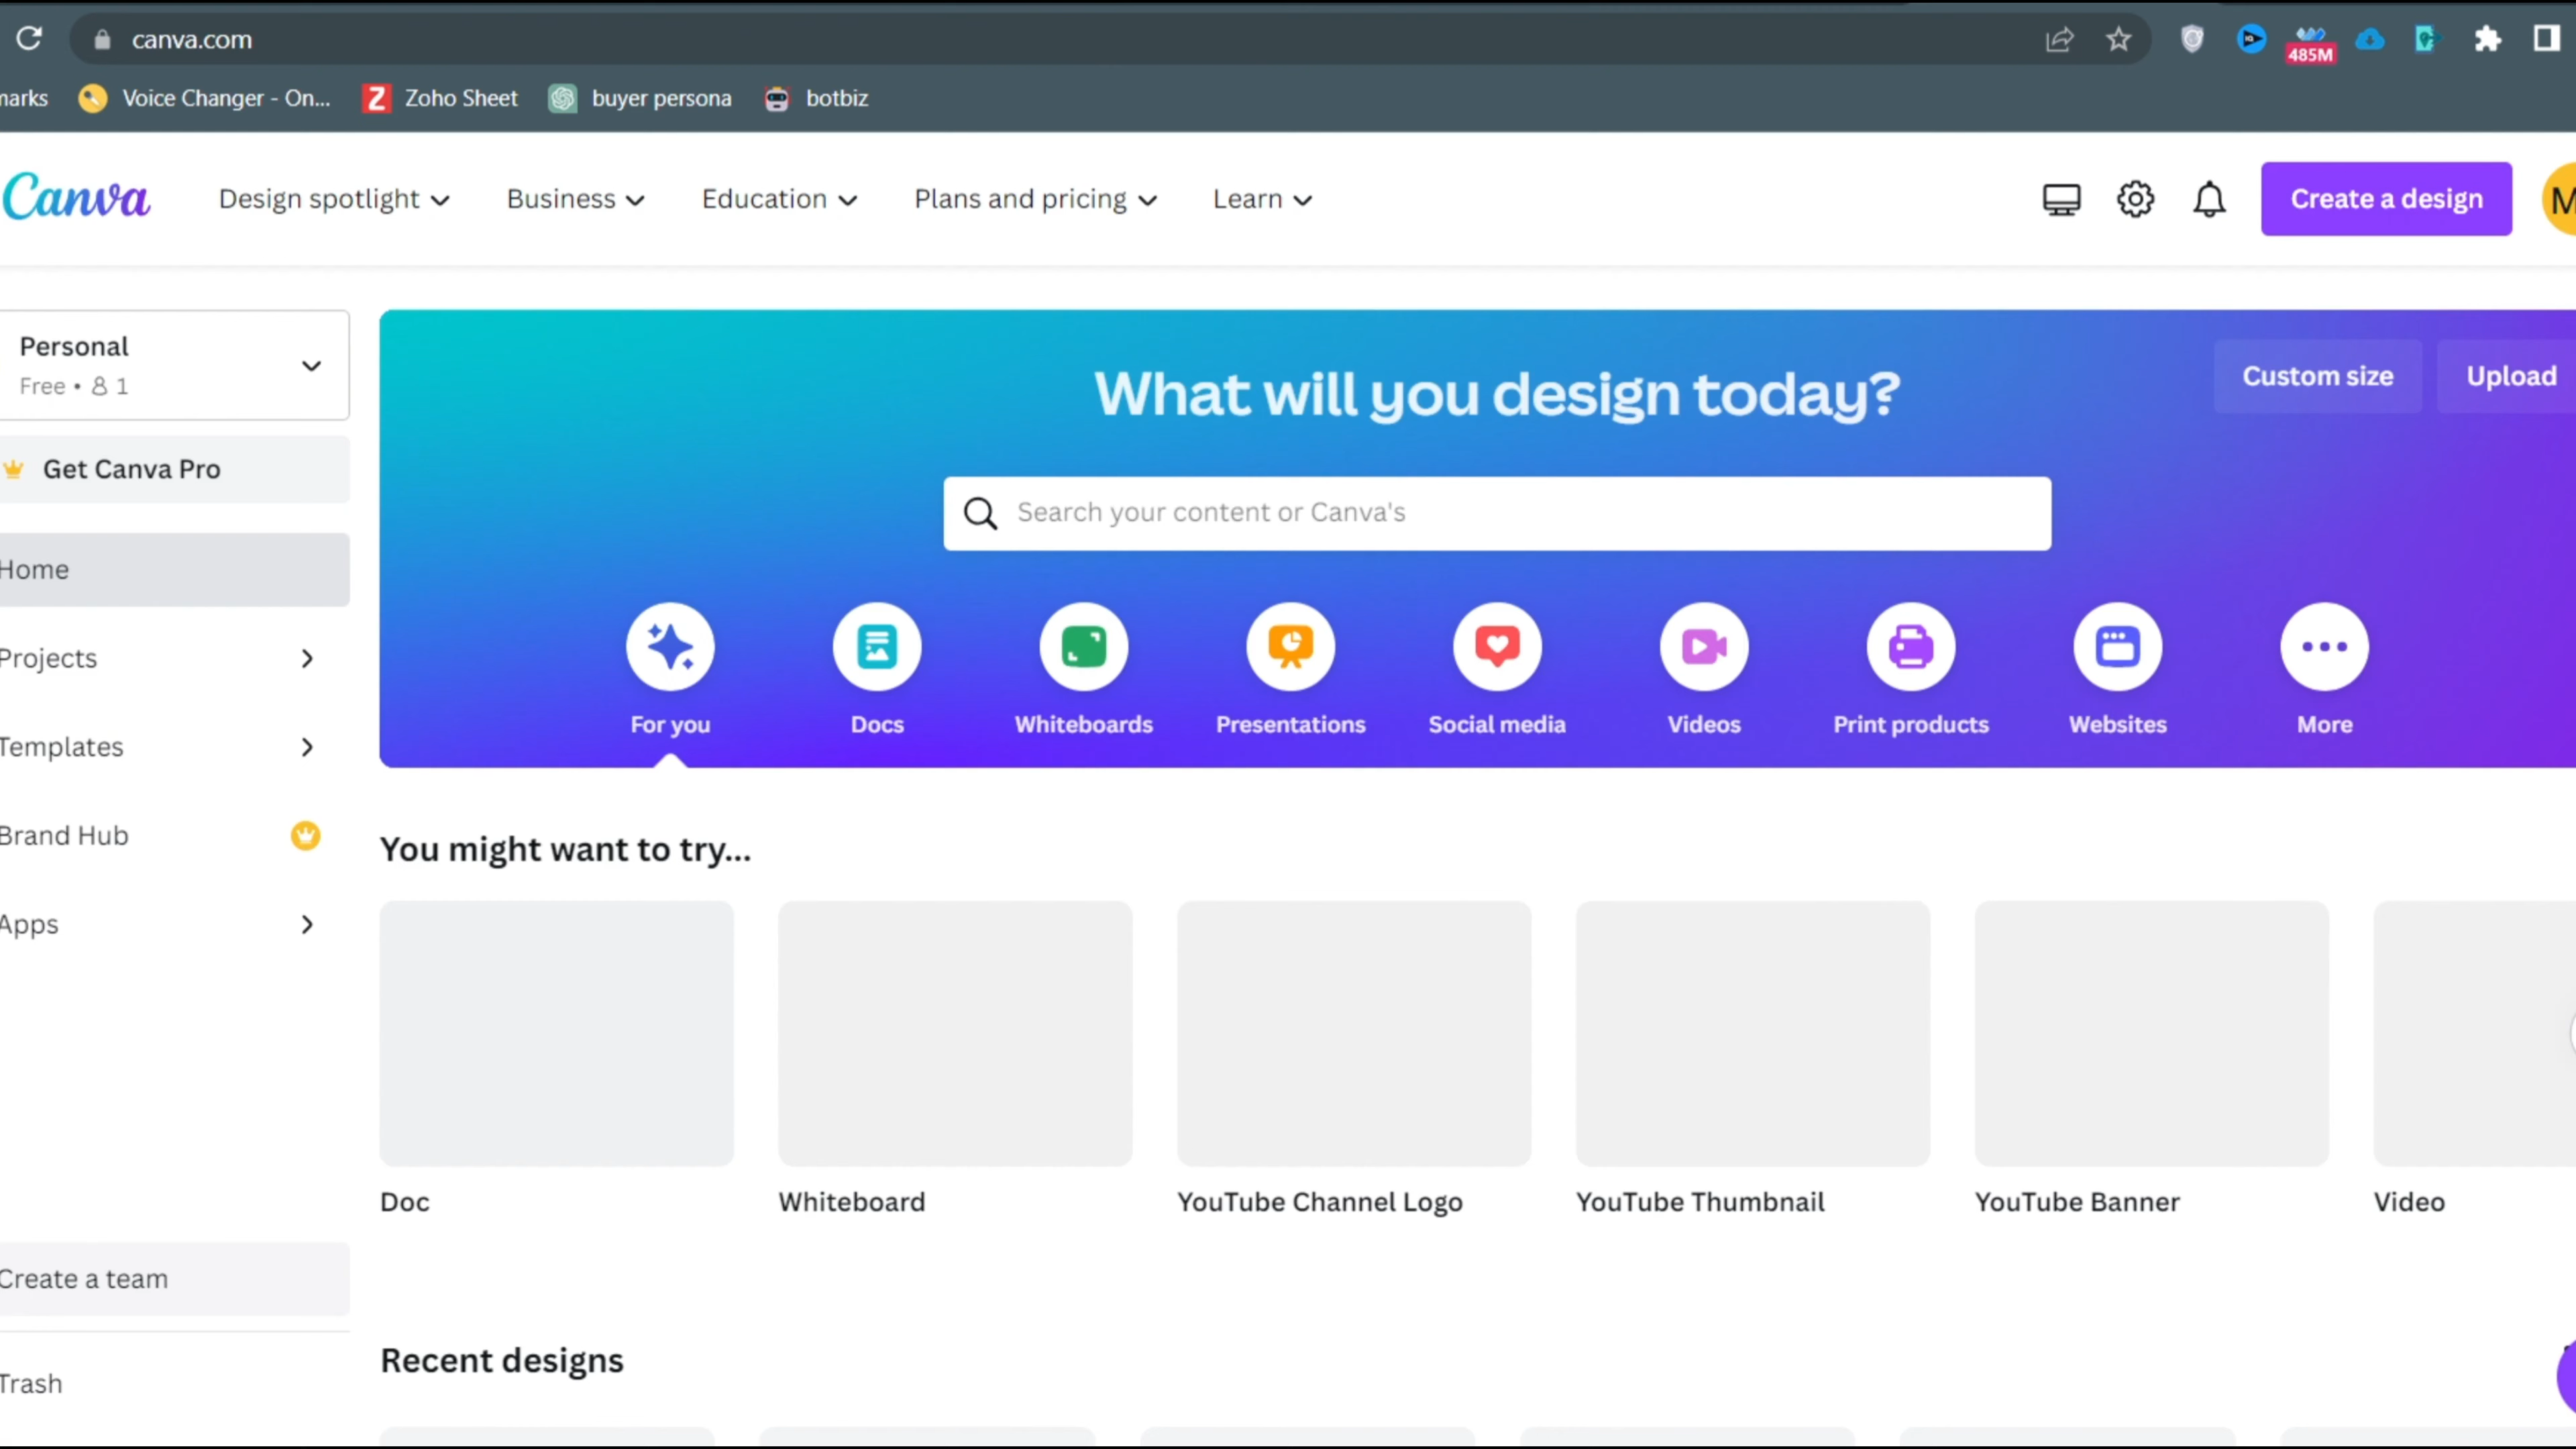 canva.com
485M
marks Voice Changer - On... Zoho Sheet buyer persona botbiz
Canva Design spotlight Business Education Plans and pricing Learn Create a design M
Personal
Free • 1
Get Canva Pro
Home
Projects
Templates
Brand Hub
Apps
Create a team
Trash
What will you design today?
Custom size Upload
Search your content or Canva's
For you Docs Whiteboards Presentations Social media Videos Print products Websites More
You might want to try...
Doc Whiteboard YouTube Channel Logo YouTube Thumbnail YouTube Banner Video
Recent designs